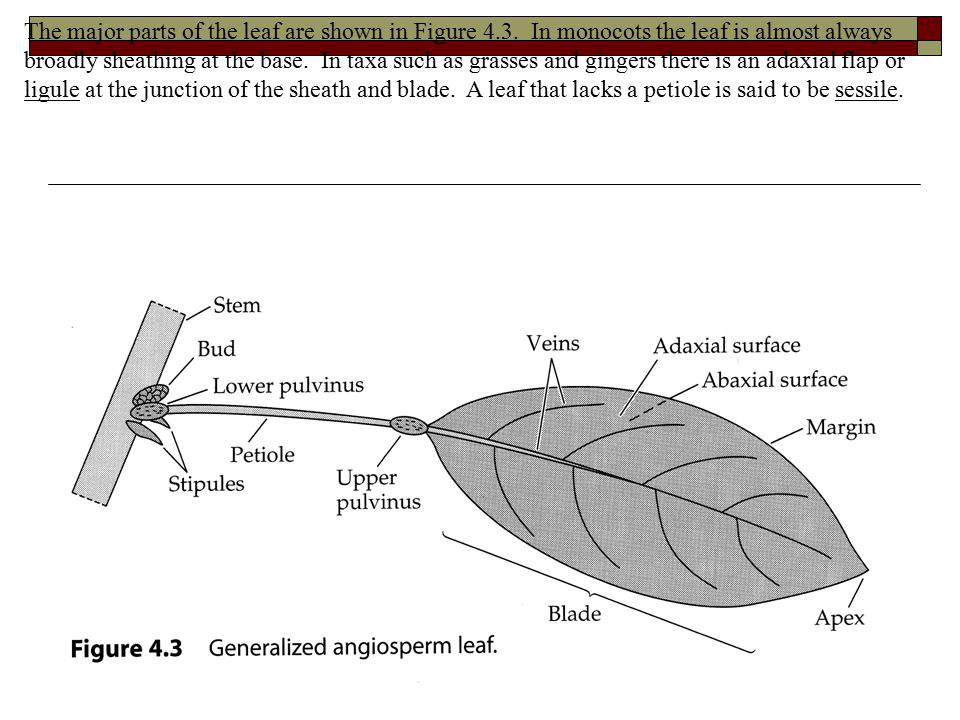 The major parts of the leaf are shown in Figure 4.3.  In monocots the leaf is almost always
broadly sheathing at the base.  In taxa such as grasses and gingers there is an adaxial flap or
ligule at the junction of the sheath and blade.  A leaf that lacks a petiole is said to be sessile.
Stem
Bud
Lower pulvinus
Petiole
Stipules
Upper
pulvinus
Veins
Adaxial surface
Abaxial surface
Margin
Blade
Apex
Figure 4.3 Generalized angiosperm leaf.